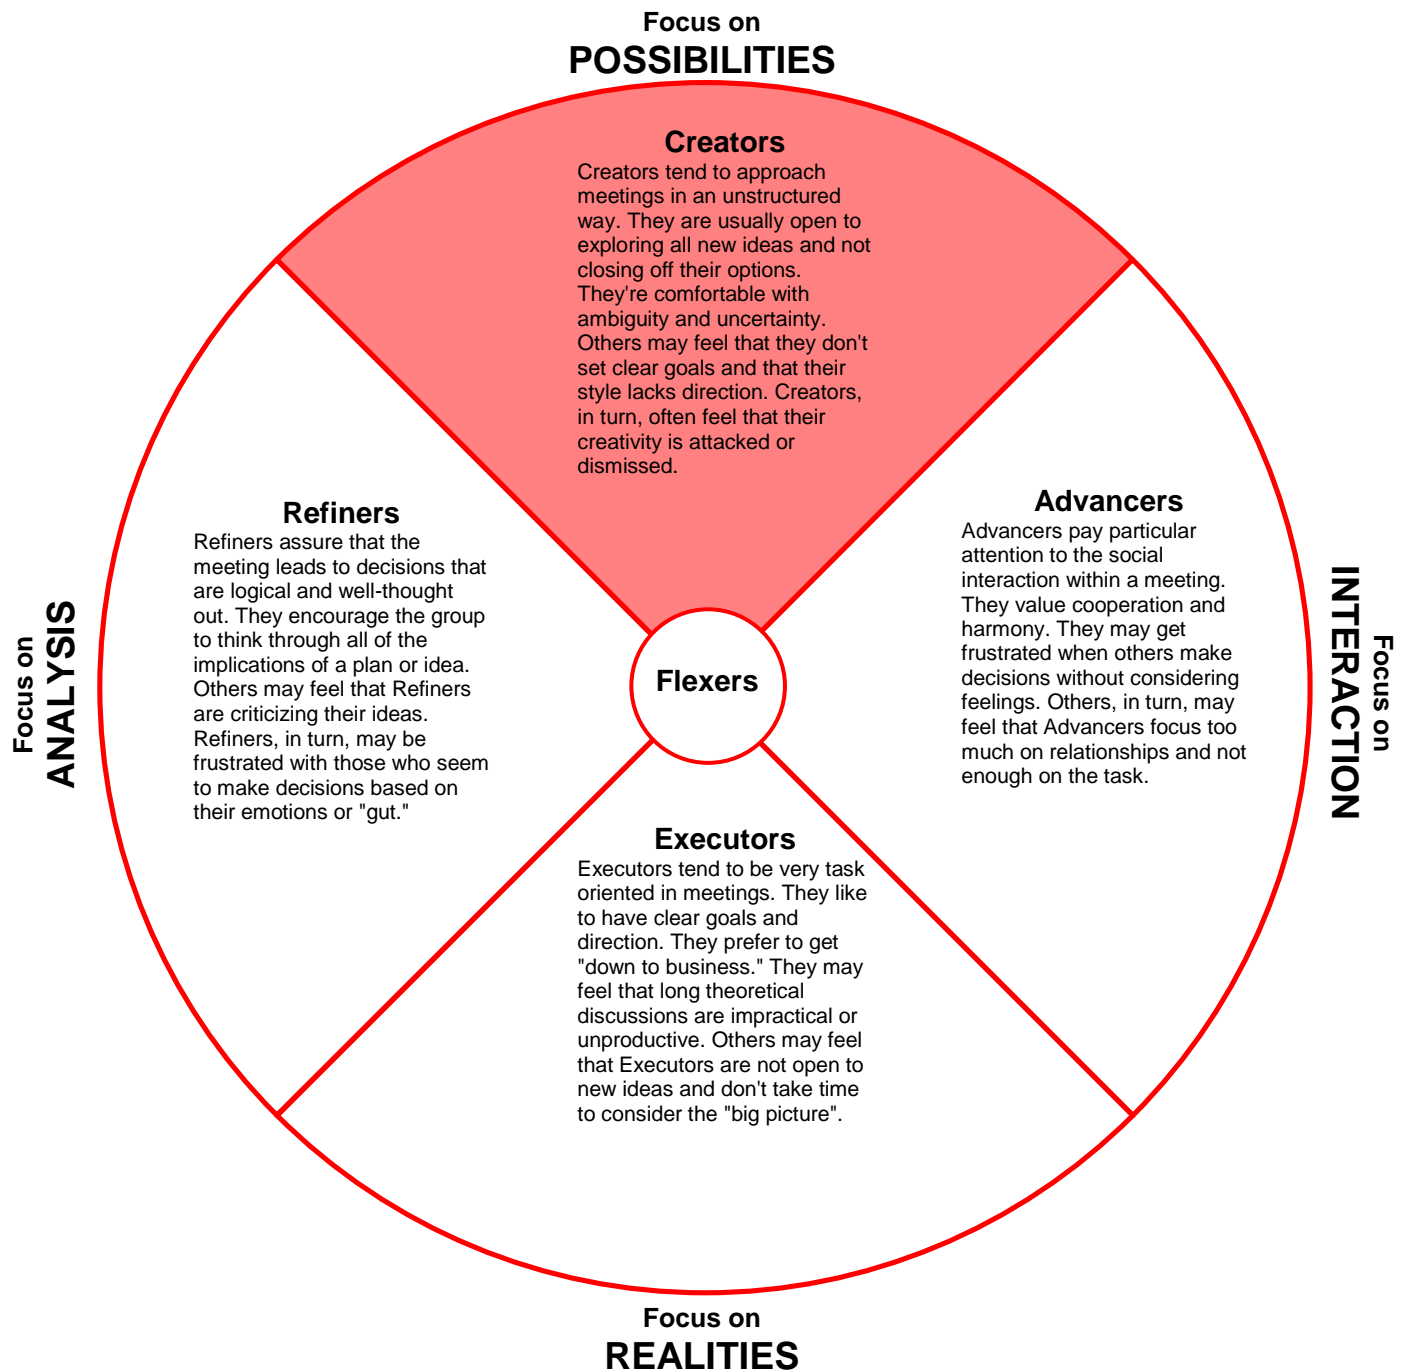 Focus on
POSSIBILITIES
Creators
Creators tend to approach
meetings in an unstructured
way. They are usually open to
exploring all new ideas and not
closing off their options.
They're comfortable with
ambiguity and uncertainty.
Others may feel that they don't
set clear goals and that their
style lacks direction. Creators,
in turn, often feel that their
creativity is attacked or
dismissed.
Focus on
ANALYSIS
Refiners
Refiners assure that the
meeting leads to decisions that
are logical and well-thought
out. They encourage the group
to think through all of the
implications of a plan or idea.
Others may feel that Refiners
are criticizing their ideas.
Refiners, in turn, may be
frustrated with those who seem
to make decisions based on
their emotions or "gut."
Flexers
Advancers
Advancers pay particular
attention to the social
interaction within a meeting.
They value cooperation and
harmony. They may get
frustrated when others make
decisions without considering
feelings. Others, in turn, may
feel that Advancers focus too
much on relationships and not
enough on the task.
Focus on
INTERACTION
Executors
Executors tend to be very task
oriented in meetings. They like
to have clear goals and
direction. They prefer to get
"down to business." They may
feel that long theoretical
discussions are impractical or
unproductive. Others may feel
that Executors are not open to
new ideas and don't take time
to consider the "big picture".
Focus on
REALITIES